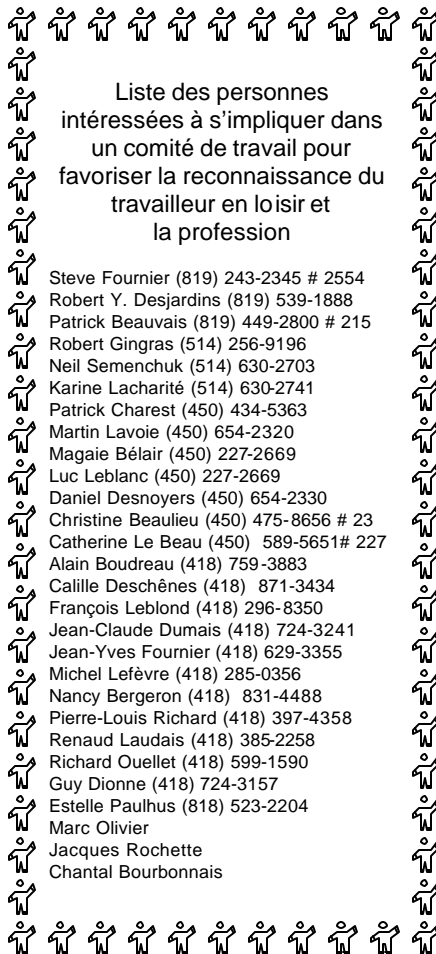 Liste des personnes
intéressées à s'impliquer dans
un comité de travail pour
favoriser la reconnaissance du
travailleur en loisir et
la profession
Steve Fournier (819) 243-2345 # 2554
Robert Y. Desjardins (819) 539-1888
Patrick Beauvais (819) 449-2800 # 215
Robert Gingras (514) 256-9196
Neil Semenchuk (514) 630-2703
Karine Lacharité (514) 630-2741
Patrick Charest (450) 434-5363
Martin Lavoie (450) 654-2320
Magaie Bélair (450) 227-2669
Luc Leblanc (450) 227-2669
Daniel Desnoyers (450) 654-2330
Christine Beaulieu (450) 475-8656 # 23
Catherine Le Beau (450) 589-5651# 227
Alain Boudreau (418) 759-3883
Calille Deschênes (418) 871-3434
François Leblond (418) 296-8350
Jean-Claude Dumais (418) 724-3241
Jean-Yves Fournier (418) 629-3355
Michel Lefèvre (418) 285-0356
Nancy Bergeron (418) 831-4488
Pierre-Louis Richard (418) 397-4358
Renaud Laudais (418) 385-2258
Richard Ouellet (418) 599-1590
Guy Dionne (418) 724-3157
Estelle Paulhus (818) 523-2204
Marc Olivier
Jacques Rochette
Chantal Bourbonnais